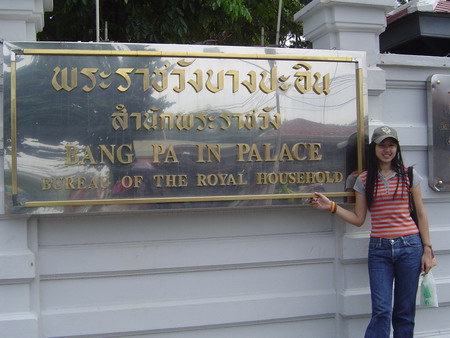 พระราชวังบางปะอิน
สำนักพระราชวัง
BANG PA-IN PALACE
BUREAU OF THE ROYAL HOUSEHOLD